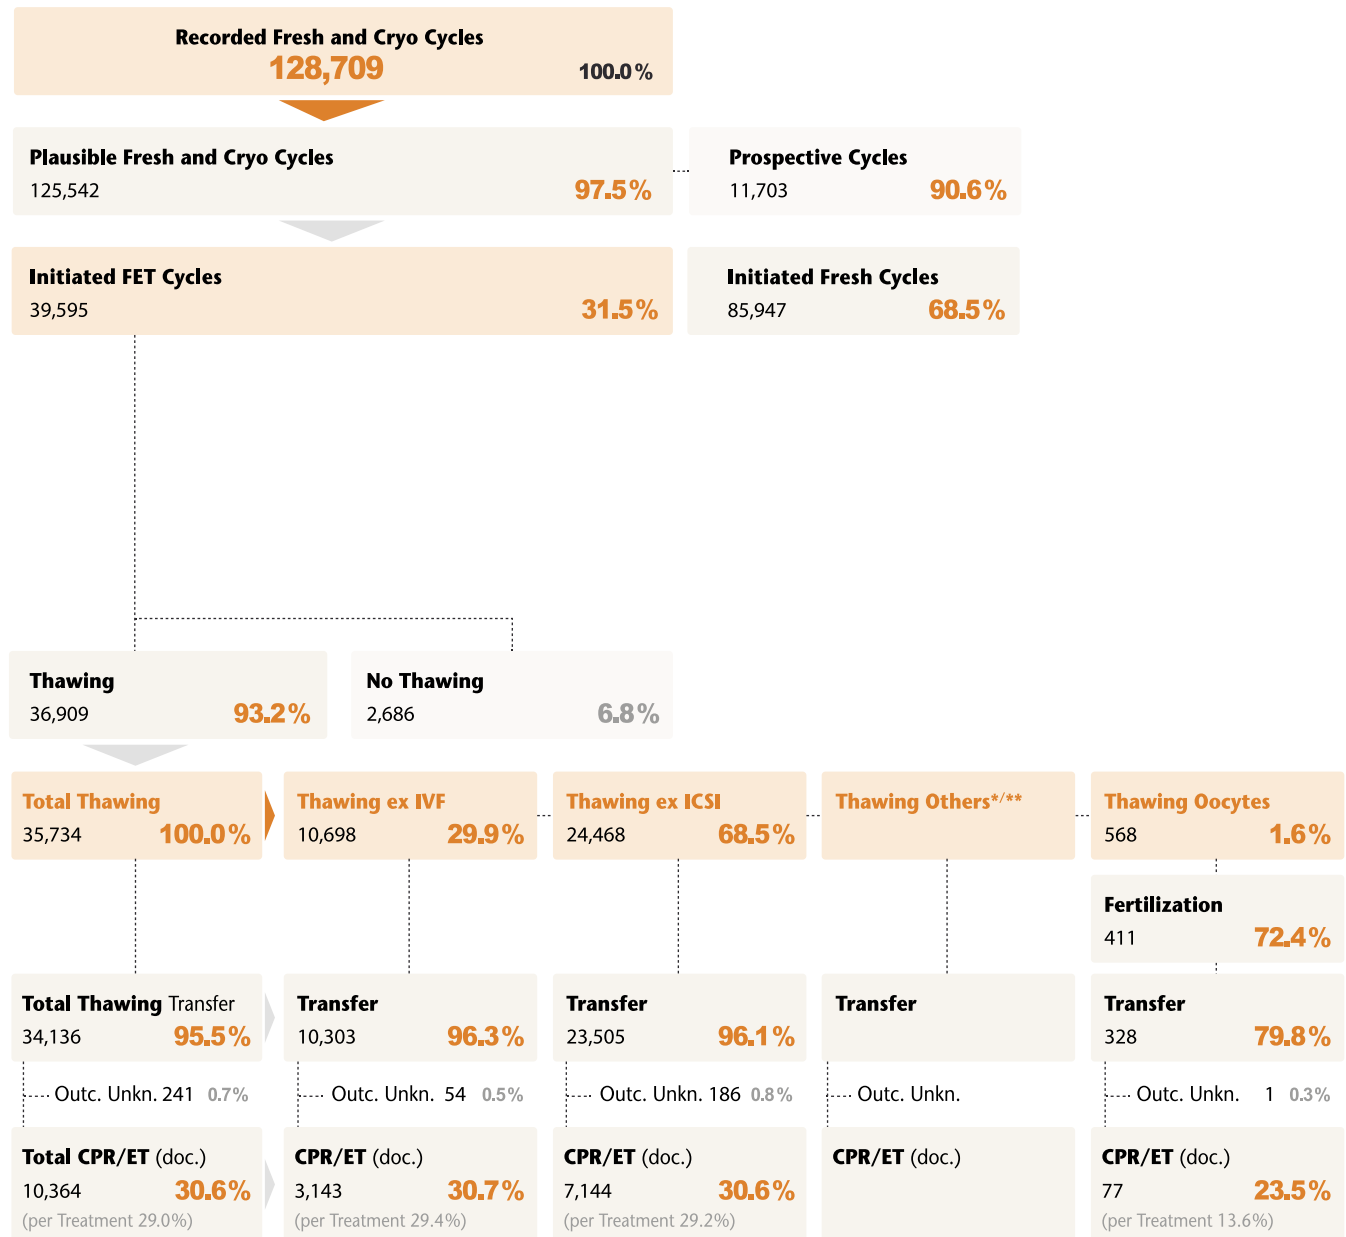 Recorded Fresh and Cryo Cycles
128,709 100.0%
Plausible Fresh and Cryo Cycles
125,542 97.5%
Prospective Cycles
11,703 90.6%
Initiated FET Cycles
39,595 31.5%
Initiated Fresh Cycles
85,947 68.5%
Thawing
36,909 93.2%
No Thawing
2,686 6.8%
Total Thawing
35,734 100.0%
Thawing ex IVF
10,698 29.9%
Thawing ex ICSI
24,468 68.5%
Thawing Others*/**
Thawing Oocytes
568 1.6%
Fertilization
411 72.4%
Total Thawing Transfer
34,136 95.5%
Transfer
10,303 96.3%
Transfer
23,505 96.1%
Transfer
Transfer
328 79.8%
Outc. Unkn. 241 0.7%
Outc. Unkn. 54 0.5%
Outc. Unkn. 186 0.8%
Outc. Unkn.
Outc. Unkn. 1 0.3%
Total CPR/ET (doc.)
10,364 30.6%
(per Treatment 29.0%)
CPR/ET (doc.)
3,143 30.7%
(per Treatment 29.4%)
CPR/ET (doc.)
7,144 30.6%
(per Treatment 29.2%)
CPR/ET (doc.)
CPR/ET (doc.)
77 23.5%
(per Treatment 13.6%)